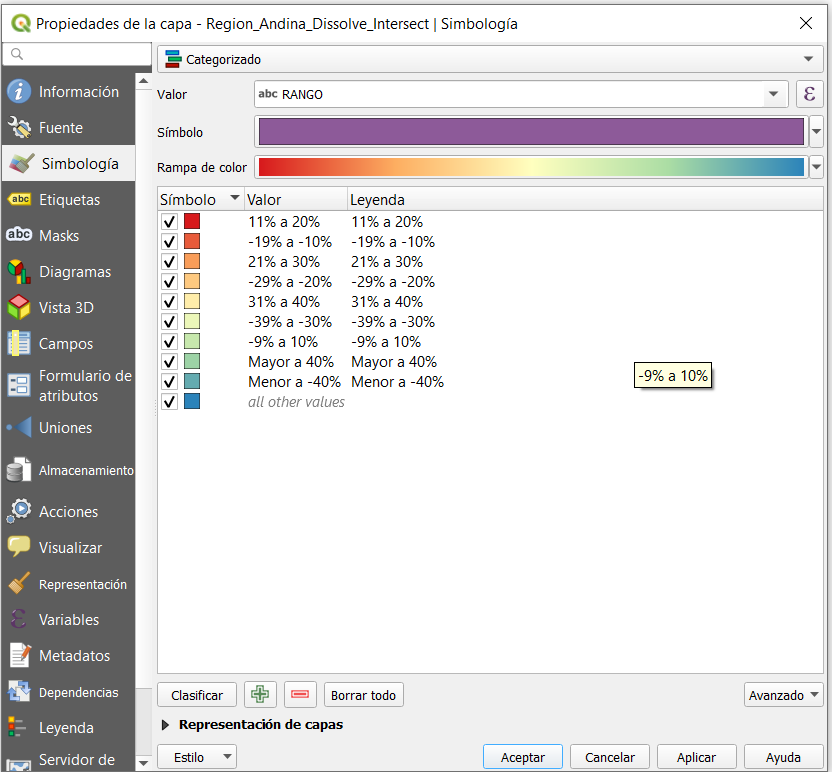 Propiedades de la capa - Region_Andina_Dissolve_Intersect | Simbología
Categorizado
Información
Fuente
Simbología
abc Etiquetas
abc Masks
Diagramas
Vista 3D
Campos
Formulario de
atributos
Uniones
Almacenamiento
Acciones
Visualizar
Representación
ε Variables
Metadatos
Dependencias
Leyenda
Servidor de
Valor abc RANGO ε
Símbolo
Rampa de color
Símbolo Valor Leyenda
11% a 20% 11% a 20%
-19% a -10% -19% a -10%
21% a 30% 21% a 30%
-29% a -20% -29% a -20%
31% a 40% 31% a 40%
-39% a -30% -39% a -30%
-9% a 10% -9% a 10%
Mayor a 40% Mayor a 40%
Menor a -40% Menor a -40%
all other values
-9% a 10%
Clasificar Borrar todo Avanzado
Representación de capas
Estilo Aceptar Cancelar Aplicar Ayuda